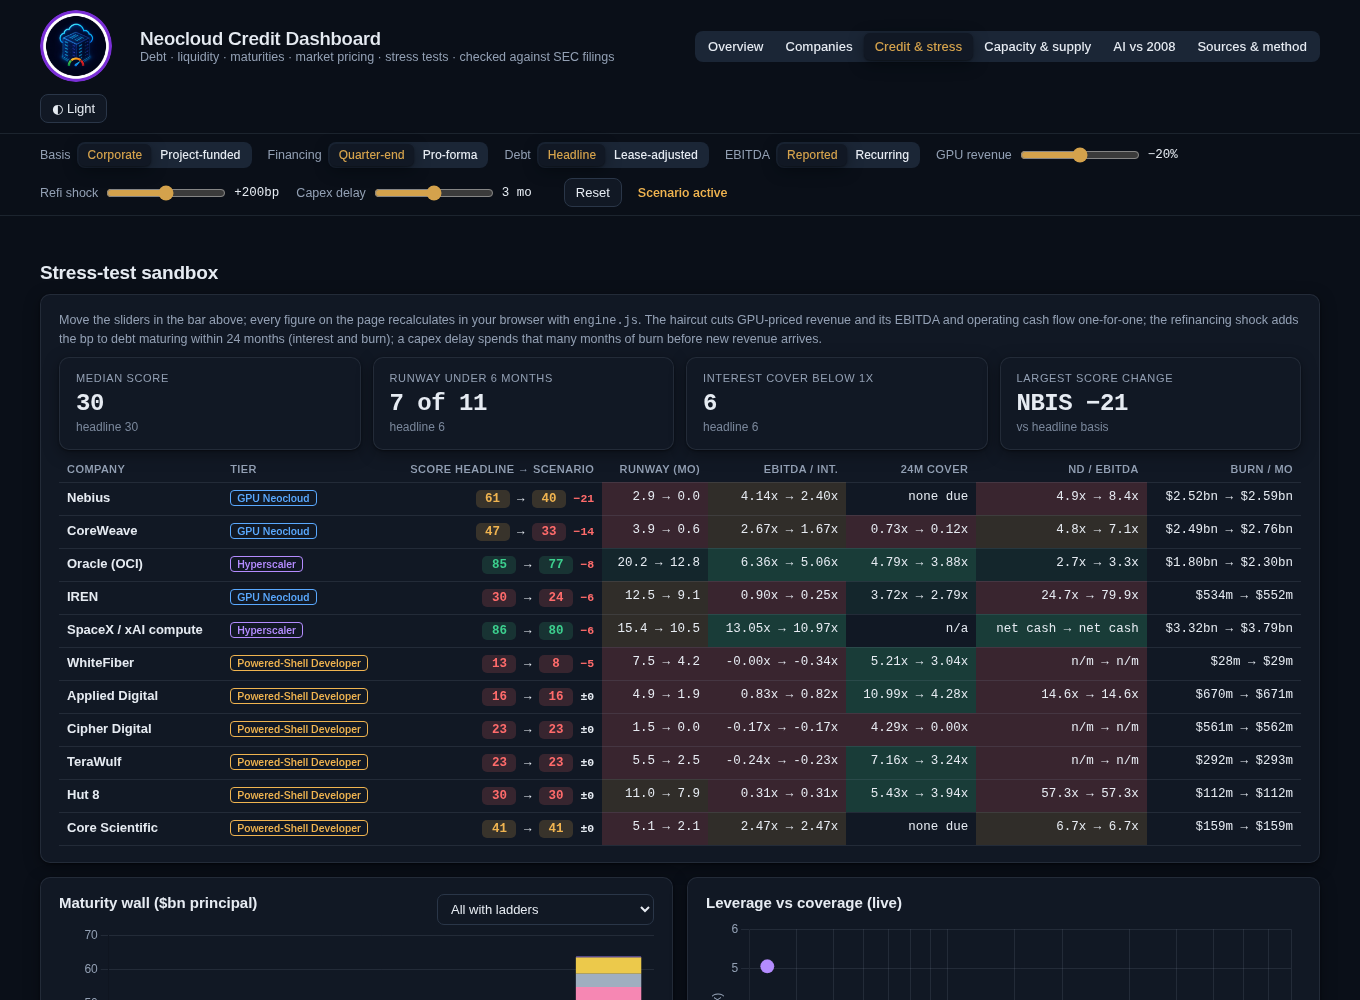 Neocloud Credit Dashboard
Debt · liquidity · maturities · market pricing · stress tests · checked against SEC filings
Overview Companies Credit & stress Capacity & supply AI vs 2008 Sources & method
◐ Light
Basis Corporate Project-funded Financing Quarter-end Pro-forma Debt Headline Lease-adjusted EBITDA Reported Recurring GPU revenue −20%
Refi shock +200bp Capex delay 3 mo Reset Scenario active
Stress-test sandbox
Move the sliders in the bar above; every figure on the page recalculates in your browser with engine.js. The haircut cuts GPU-priced revenue and its EBITDA and operating cash flow one-for-one; the refinancing shock adds
the bp to debt maturing within 24 months (interest and burn); a capex delay spends that many months of burn before new revenue arrives.
MEDIAN SCORE
30
headline 30
RUNWAY UNDER 6 MONTHS
7 of 11
headline 6
INTEREST COVER BELOW 1X
6
headline 6
LARGEST SCORE CHANGE
NBIS −21
vs headline basis
COMPANY TIER SCORE HEADLINE → SCENARIO RUNWAY (MO) EBITDA / INT. 24M COVER ND / EBITDA BURN / MO
Nebius GPU Neocloud 61 → 40 −21 2.9 → 0.0 4.14x → 2.40x none due 4.9x → 8.4x $2.52bn → $2.59bn
CoreWeave GPU Neocloud 47 → 33 −14 3.9 → 0.6 2.67x → 1.67x 0.73x → 0.12x 4.8x → 7.1x $2.49bn → $2.76bn
Oracle (OCI) Hyperscaler 85 → 77 −8 20.2 → 12.8 6.36x → 5.06x 4.79x → 3.88x 2.7x → 3.3x $1.80bn → $2.30bn
IREN GPU Neocloud 30 → 24 −6 12.5 → 9.1 0.90x → 0.25x 3.72x → 2.79x 24.7x → 79.9x $534m → $552m
SpaceX / xAI compute Hyperscaler 86 → 80 −6 15.4 → 10.5 13.05x → 10.97x n/a net cash → net cash $3.32bn → $3.79bn
WhiteFiber Powered-Shell Developer 13 → 8 −5 7.5 → 4.2 -0.00x → -0.34x 5.21x → 3.04x n/m → n/m $28m → $29m
Applied Digital Powered-Shell Developer 16 → 16 ±0 4.9 → 1.9 0.83x → 0.82x 10.99x → 4.28x 14.6x → 14.6x $670m → $671m
Cipher Digital Powered-Shell Developer 23 → 23 ±0 1.5 → 0.0 -0.17x → -0.17x 4.29x → 0.00x n/m → n/m $561m → $562m
TeraWulf Powered-Shell Developer 23 → 23 ±0 5.5 → 2.5 -0.24x → -0.23x 7.16x → 3.24x n/m → n/m $292m → $293m
Hut 8 Powered-Shell Developer 30 → 30 ±0 11.0 → 7.9 0.31x → 0.31x 5.43x → 3.94x 57.3x → 57.3x $112m → $112m
Core Scientific Powered-Shell Developer 41 → 41 ±0 5.1 → 2.1 2.47x → 2.47x none due 6.7x → 6.7x $159m → $159m
Maturity wall ($bn principal) All with ladders
70
60
Leverage vs coverage (live)
6
5